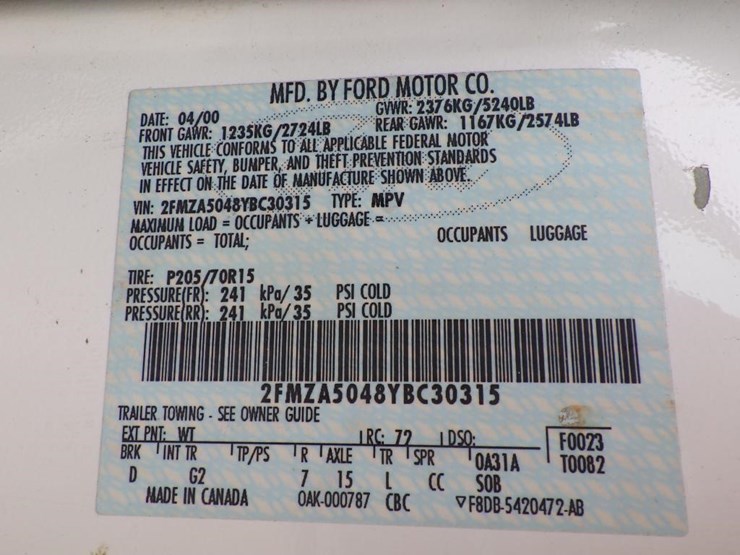 MFD. BY FORD MOTOR CO.
DATE: 04/00 GVWR: 2376KG/5240LB
FRONT GAWR: 1235KG/2724LB REAR GAWR: 1167KG/2574LB
THIS VEHICLE CONFORMS TO ALL APPLICABLE FEDERAL MOTOR
VEHICLE SAFETY, BUMPER, AND THEFT PREVENTION STANDARDS
IN EFFECT ON THE DATE OF MANUFACTURE SHOWN ABOVE.
VIN: 2FMZA5048YBC30315 TYPE: MPV
MAXIMUM LOAD = OCCUPANTS + LUGGAGE =
OCCUPANTS = TOTAL; OCCUPANTS LUGGAGE
TIRE: P205/70R15
PRESSURE(FR): 241 kPa/35 PSI COLD
PRESSURE(RR): 241 kPa/35 PSI COLD
2FMZA5048YBC30315
TRAILER TOWING - SEE OWNER GUIDE
EXT PNT: WT RC: 72 DSO: F0023
BRK INT TR TP/PS R AXLE TR SPR 0A31A T0082
D G2 7 15 L CC SOB
MADE IN CANADA OAK-000787 CBC ▽F8DB-5420472-AB